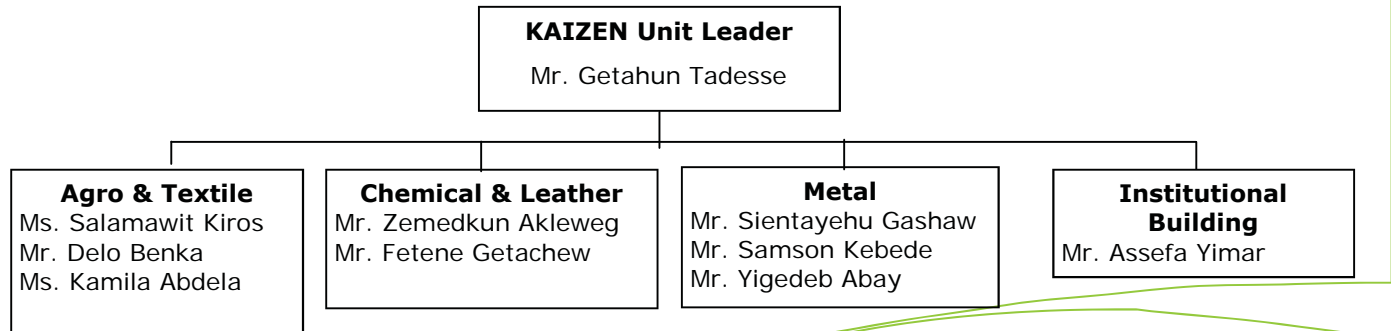 KAIZEN Unit Leader
Mr. Getahun Tadesse
Agro & Textile
Ms. Salamawit Kiros
Mr. Delo Benka
Ms. Kamila Abdela
Chemical & Leather
Mr. Zemedkun Akleweg
Mr. Fetene Getachew
Metal
Mr. Sientayehu Gashaw
Mr. Samson Kebede
Mr. Yigedeb Abay
Institutional
Building
Mr. Assefa Yimar